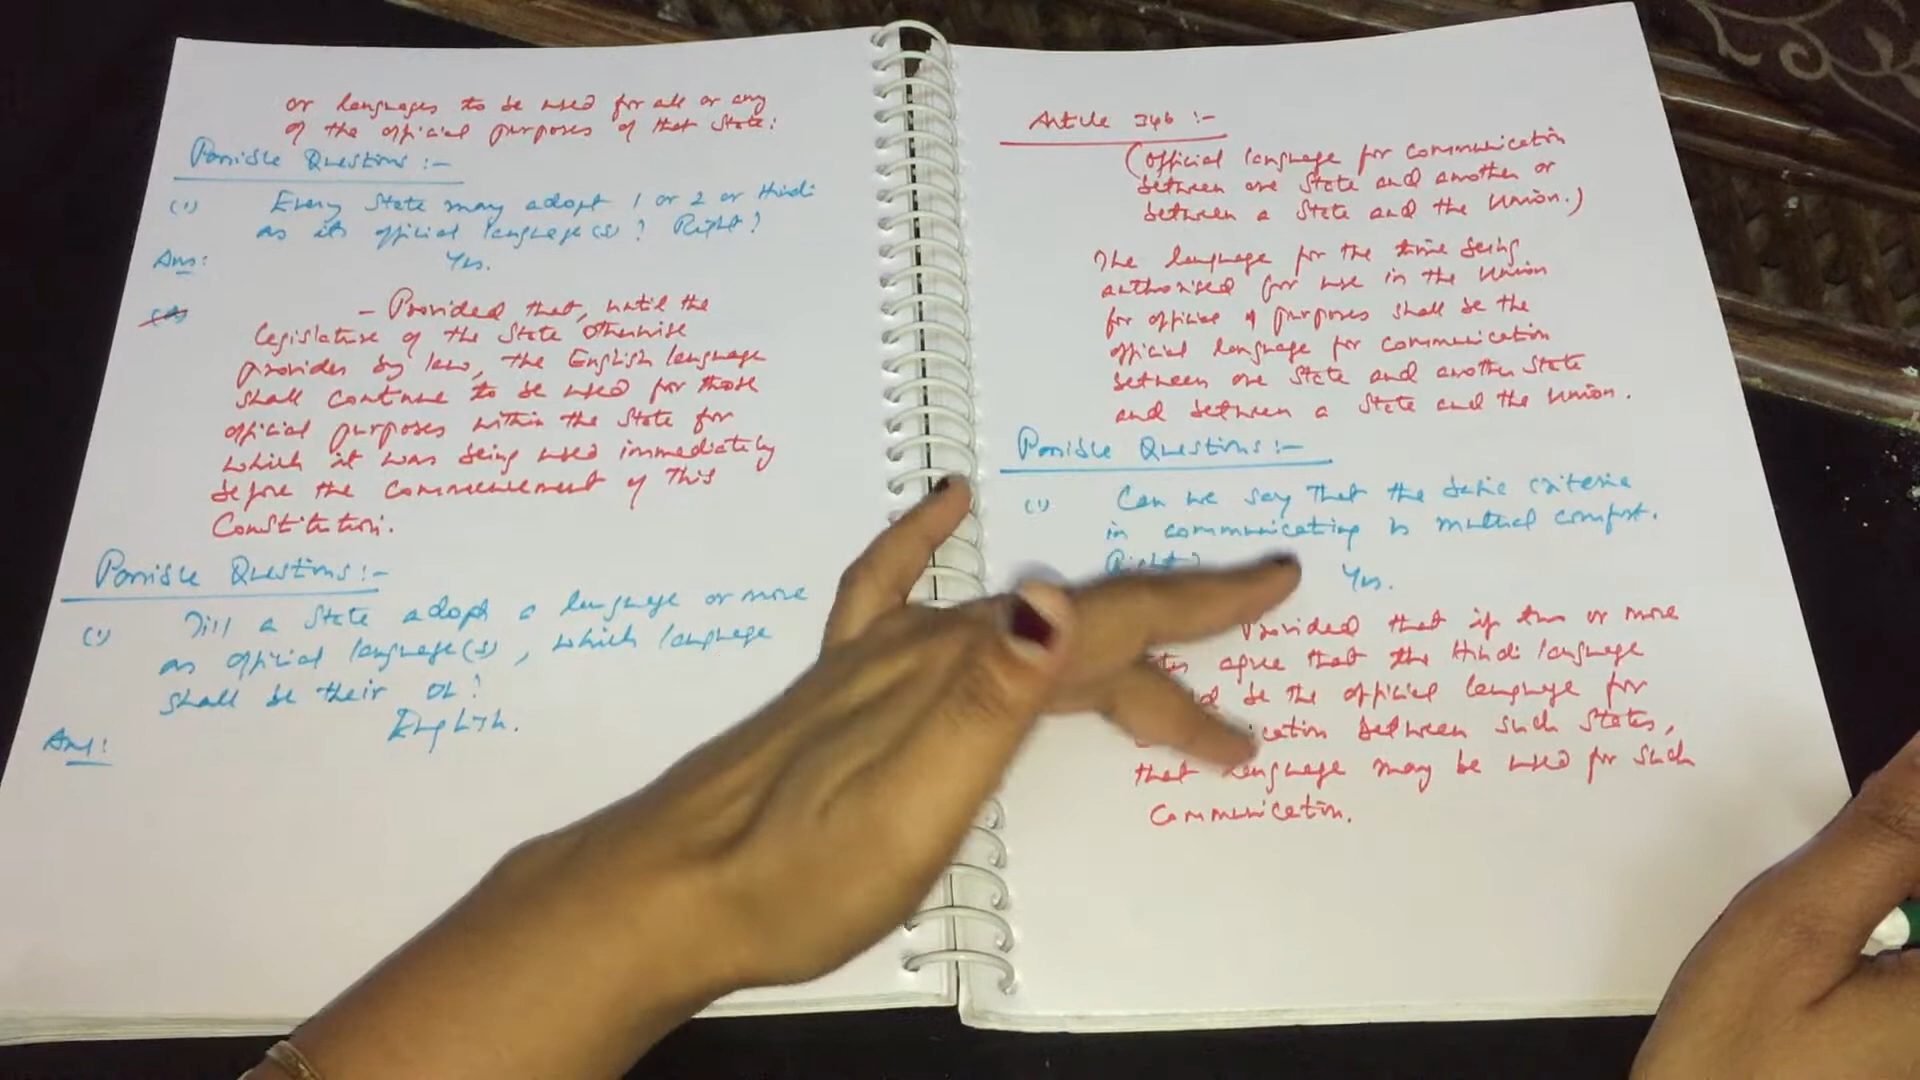 or languages to be used for all or any
of the official purposes of that State:
Possible Questions :-
(1) Every State may adopt 1 or 2 or Hindi
as its official language(s)? Right?
Ans: Yes.
- Provided that, until the
legislature of the State otherwise
provides by law, the English language
shall continue to be used for those
official purposes within the State for
which it was being used immediately
before the commencement of This
Constitution.
Possible Questions :-
(1) Till a State adopts a language or more
as official language(s), which language
shall be their OL?
Ans: English.
Article 346 :-
(Official language for communication
between one State and another or
between a State and the Union.)
The language for the time being
authorised for use in the Union
for official of purposes shall be the
official language for communication
between one State and another State
and between a State and the Union.
Possible Questions :-
(1) Can we say That the basic criteria
in communicating is mutual comfort.
Right?
Yes.
Provided that if two or more
agree that the Hindi language
be the official language for
between such States,
that language may be used for such
Communication.